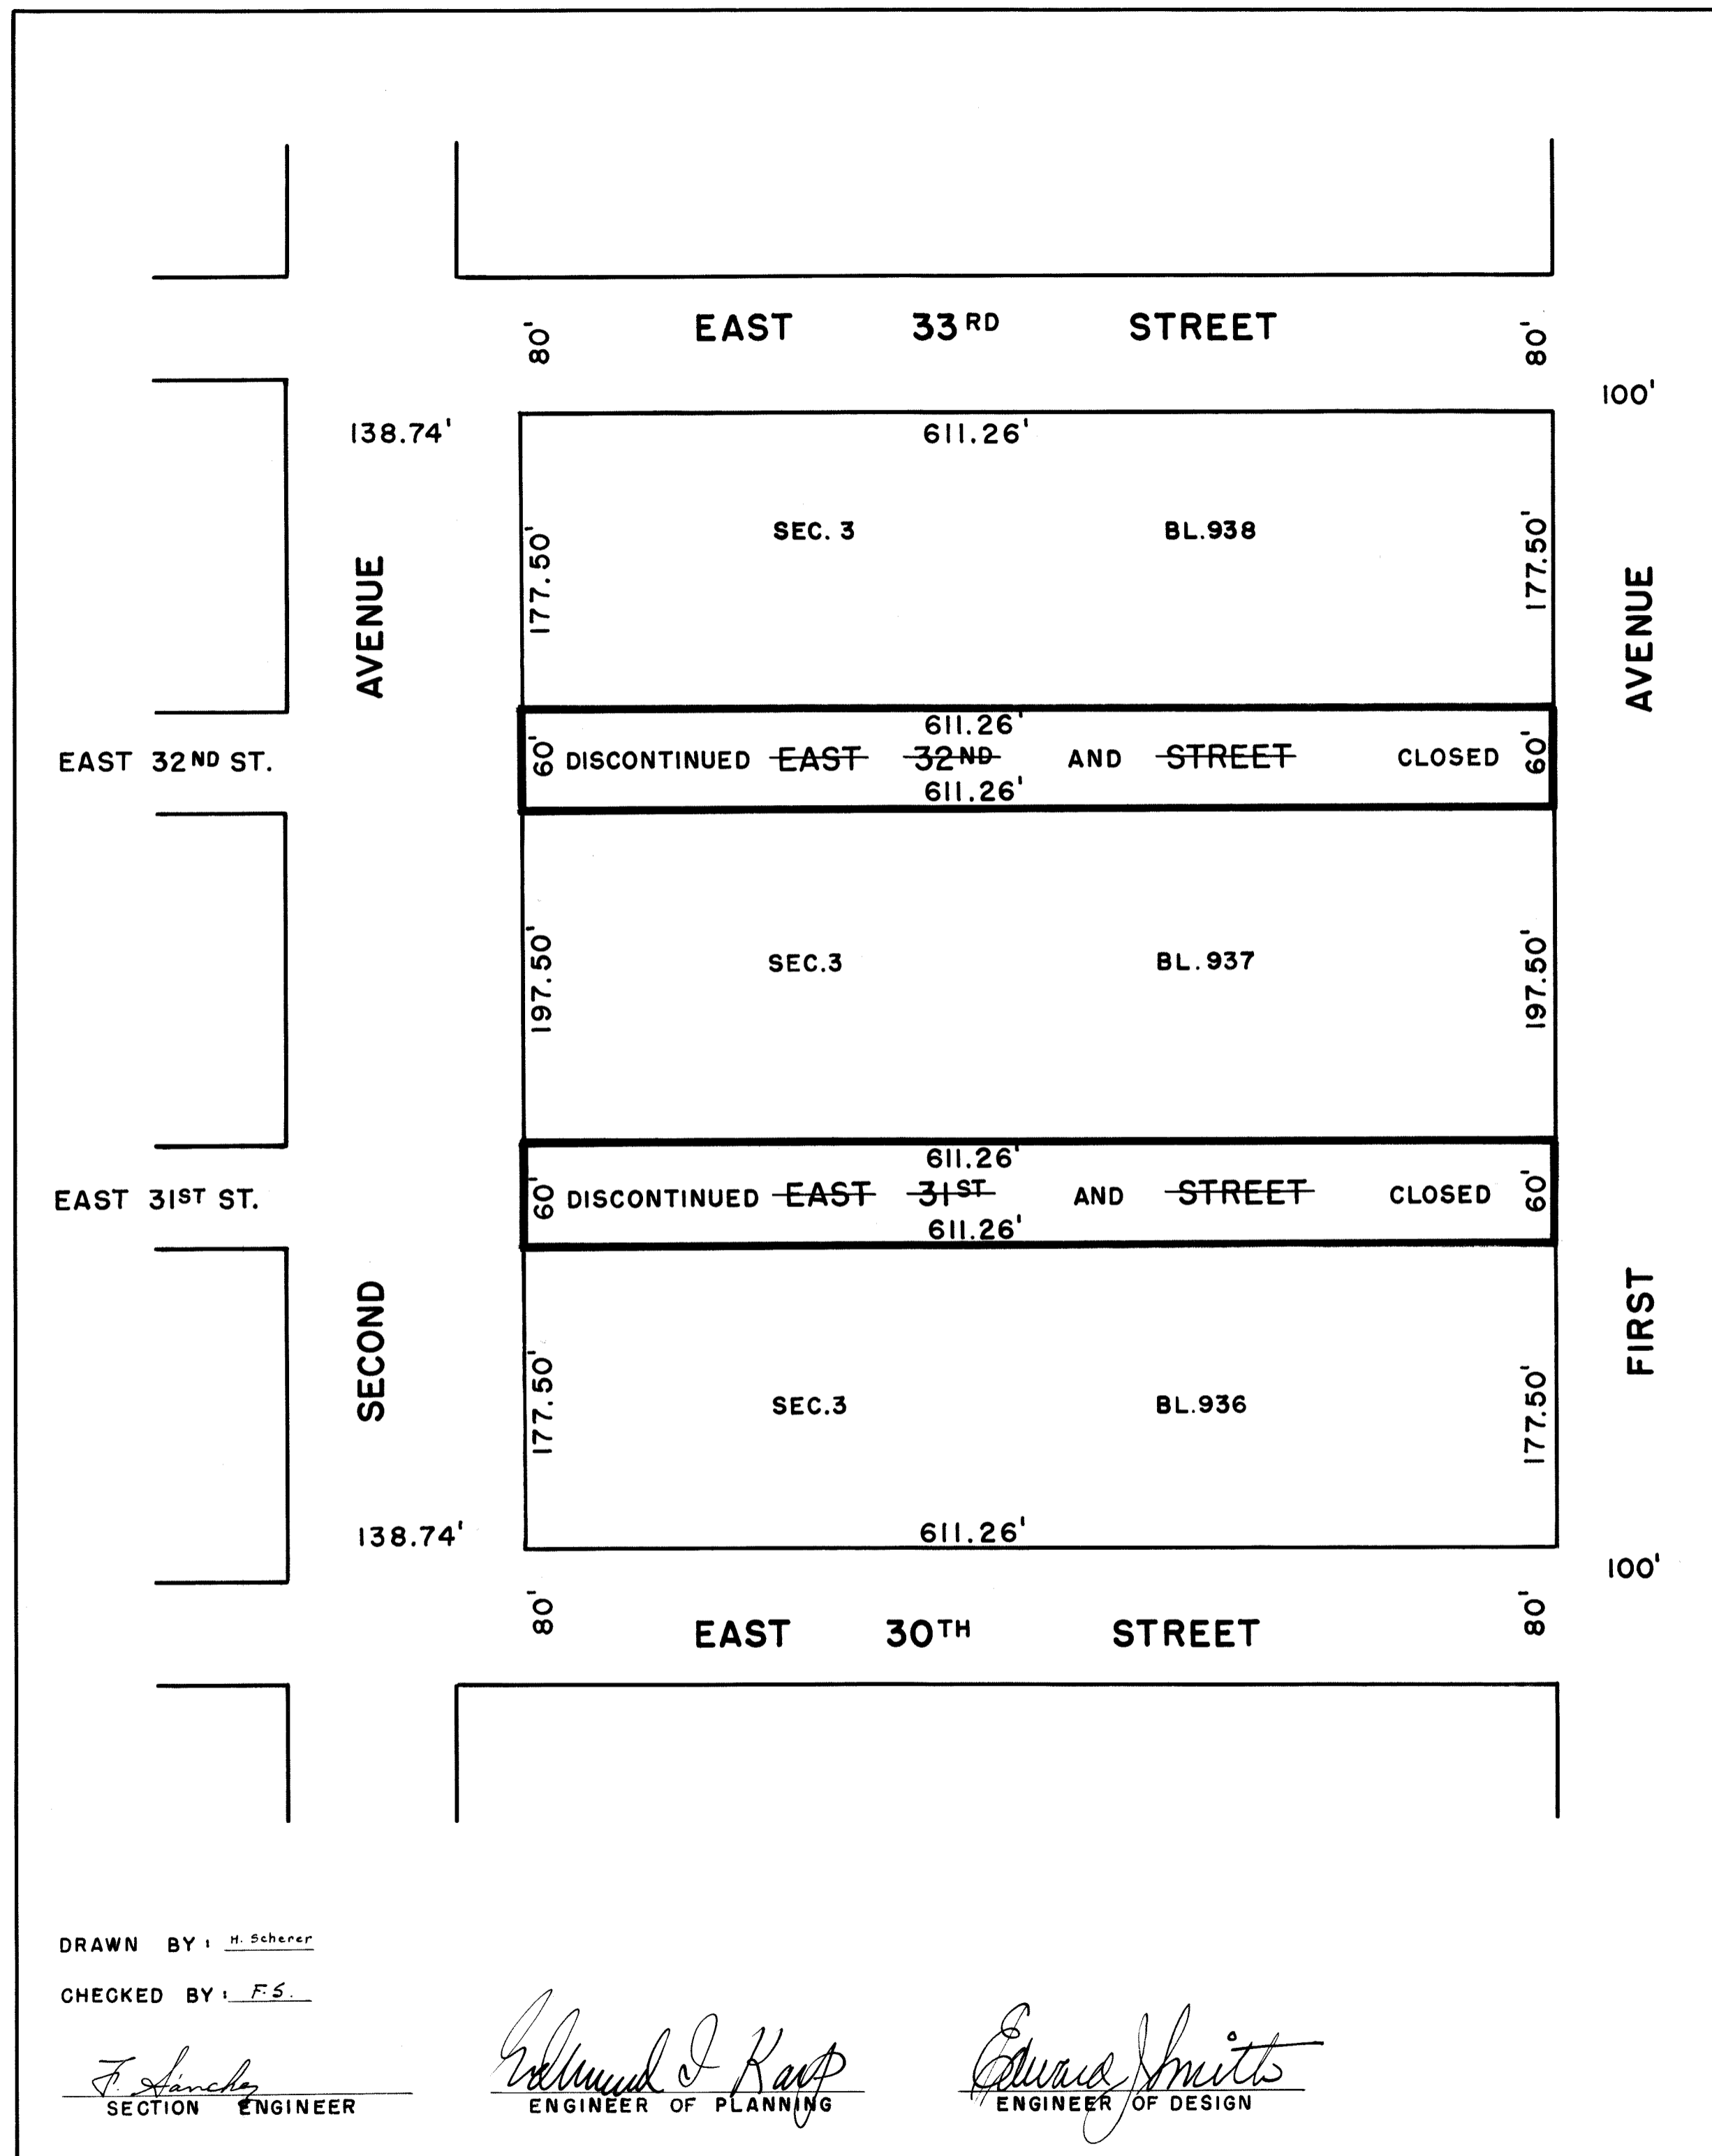 EAST 33RD STREET
80'
80'
100'
138.74'
611.26'
SEC. 3 BL.938
177.50'
177.50'
AVENUE
AVENUE
611.26'
EAST 32ND ST.
60' DISCONTINUED EAST 32ND AND STREET CLOSED 60'
611.26'
197.50'
SEC.3 BL.937
197.50'
611.26'
EAST 31ST ST.
60' DISCONTINUED EAST 31ST AND STREET CLOSED 60'
611.26'
SECOND
FIRST
177.50'
SEC.3 BL.936
177.50'
138.74'
611.26'
100'
80'
80'
EAST 30TH STREET
DRAWN BY: H. Scherer
CHECKED BY: F.S.
F. Sánchez
SECTION ENGINEER
Edmund I Karp
ENGINEER OF PLANNING
Edward J Smith
ENGINEER OF DESIGN